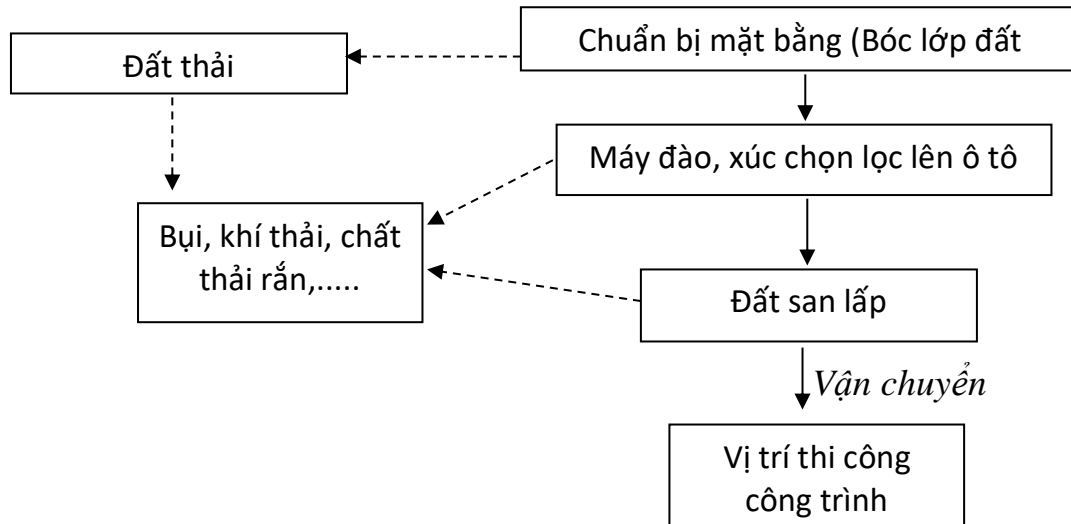 Chuẩn bị mặt bằng (Bóc lớp đất
Đất thải
Máy đào, xúc chọn lọc lên ô tô
Bụi, khí thải, chất
thải rắn,.....
Đất san lấp
Vận chuyển
Vị trí thi công
công trình